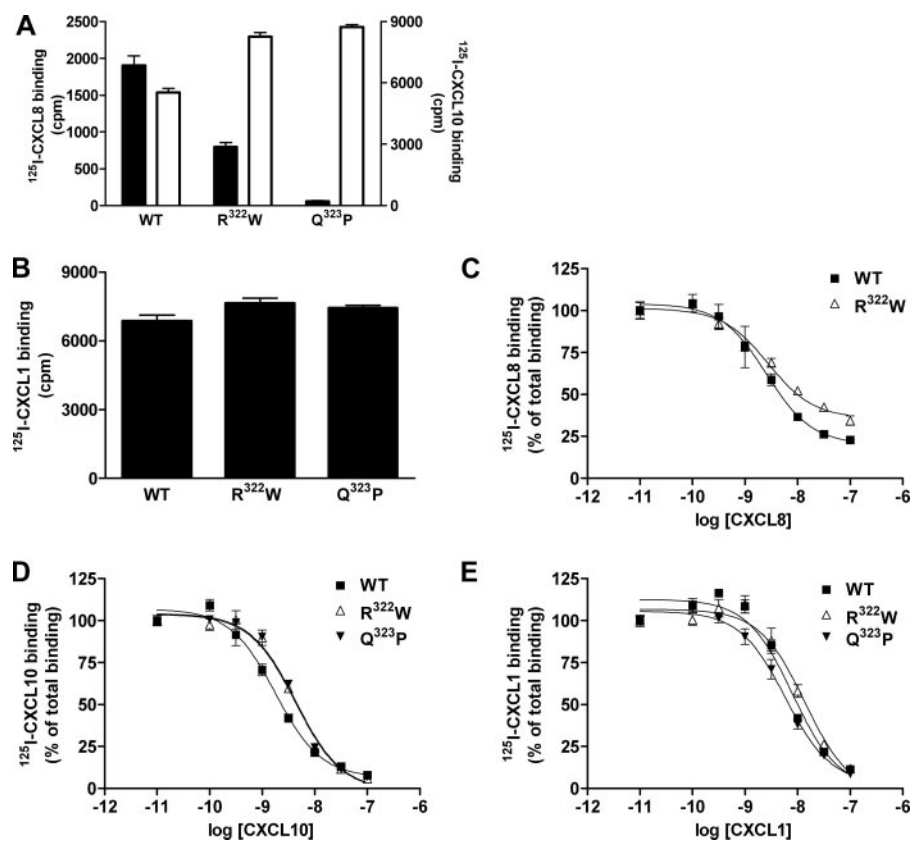 A
¹²⁵I-CXCL8 binding
(cpm)
2500
2000
1500
1000
500
0
WT
R³²²W
Q³²³P
9000
6000
3000
0
¹²⁵I-CXCL10 binding
(cpm)
B
¹²⁵I-CXCL1 binding
(cpm)
9000
6000
3000
0
WT
R³²²W
Q³²³P
C
¹²⁵I-CXCL8 binding
(% of total binding)
125
100
75
50
25
0
-12 -11 -10 -9 -8 -7 -6
log [CXCL8]
WT
R³²²W
D
¹²⁵I-CXCL10 binding
(% of total binding)
125
100
75
50
25
0
-12 -11 -10 -9 -8 -7 -6
log [CXCL10]
WT
R³²²W
Q³²³P
E
¹²⁵I-CXCL1 binding
(% of total binding)
125
100
75
50
25
0
-12 -11 -10 -9 -8 -7 -6
log [CXCL1]
WT
R³²²W
Q³²³P